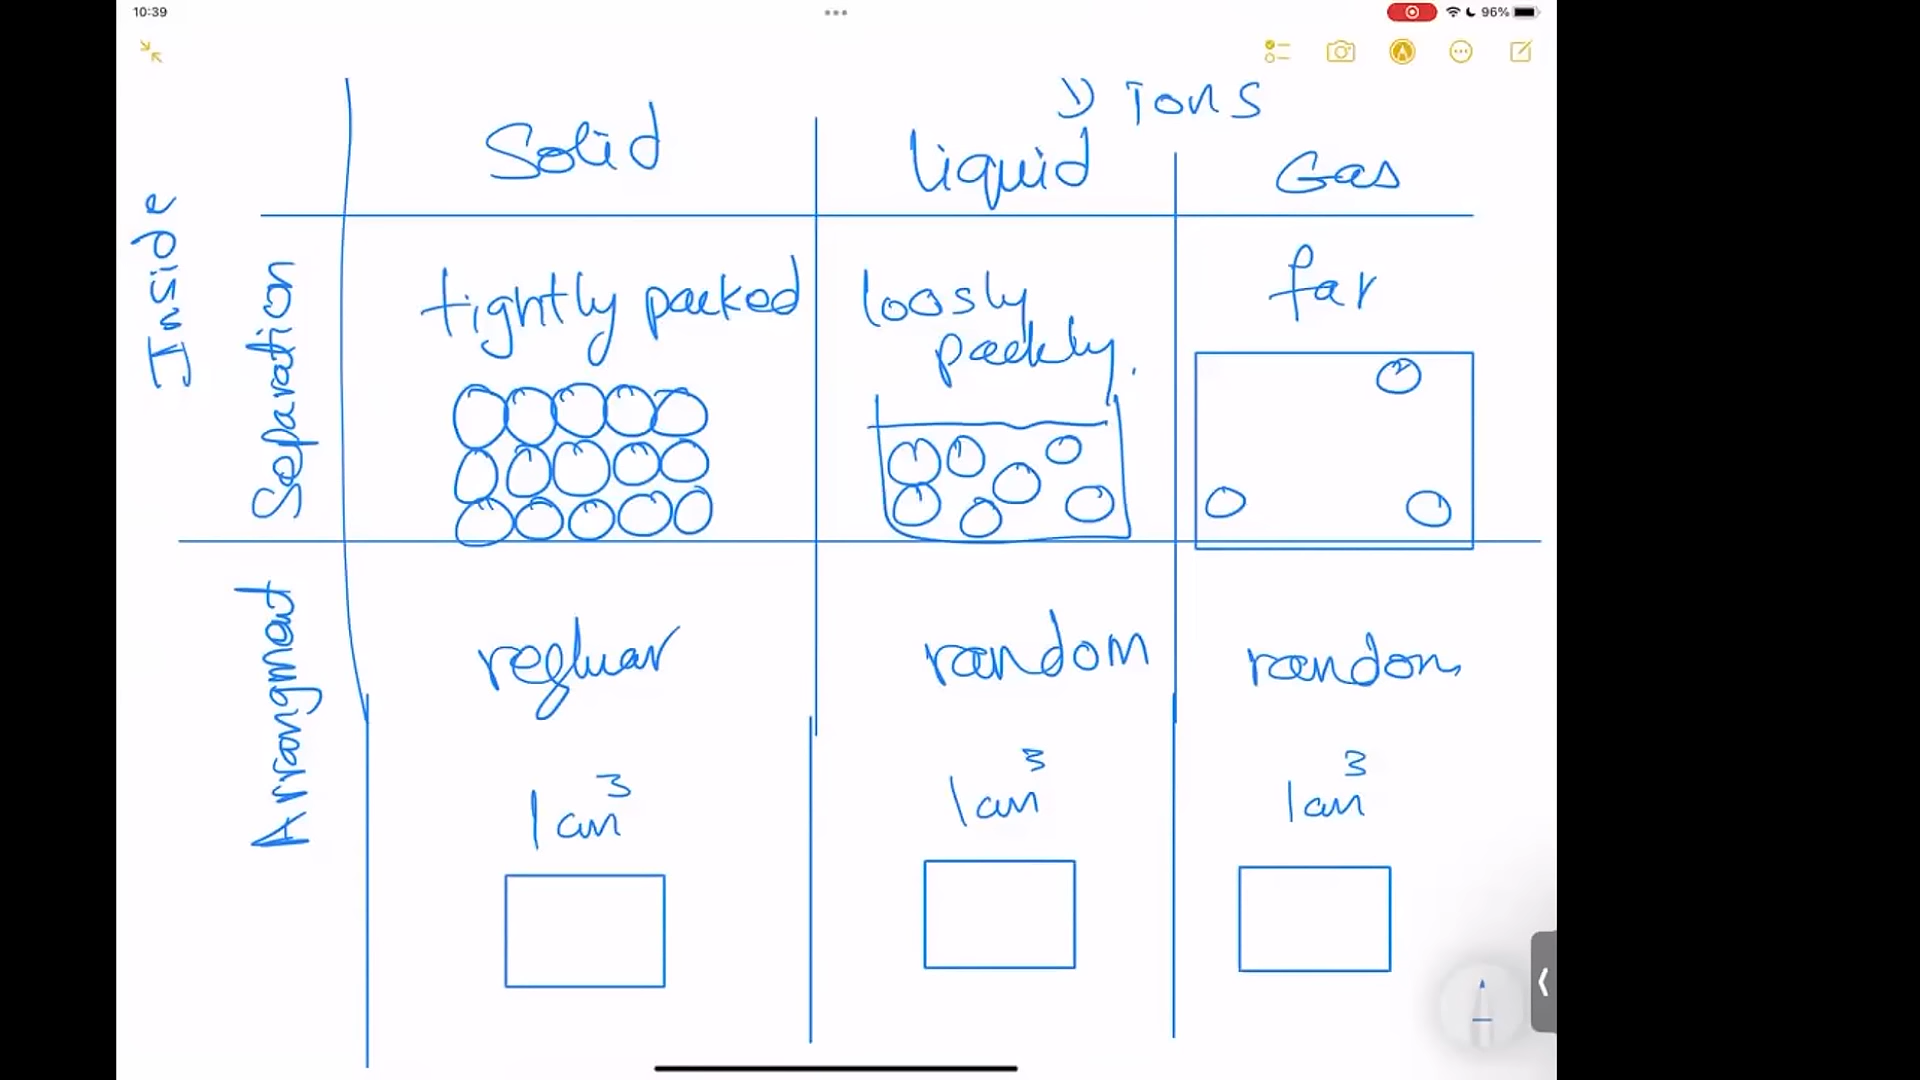 10:39
96%
1) Ions
Solid
liquid
Gas
Inside
Separation
tightly packed
loosly
packly.
far
Arrangment
regluar
random
random
1 cm³
1 cm³
1 cm³